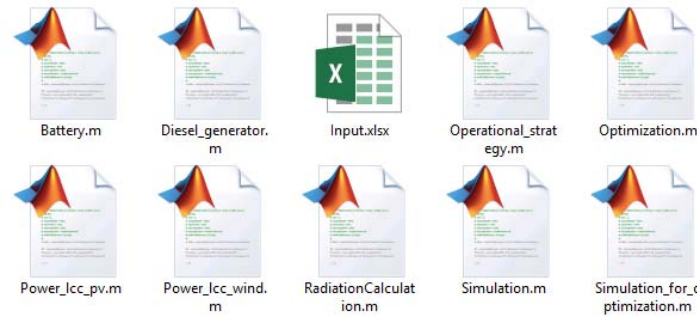 X
Battery.m
Diesel_generator.
m
Input.xlsx
Operational_strat
egy.m
Optimization.m
Power_lcc_pv.m
Power_lcc_wind.
m
RadiationCalculat
ion.m
Simulation.m
Simulation_for_o
ptimization.m